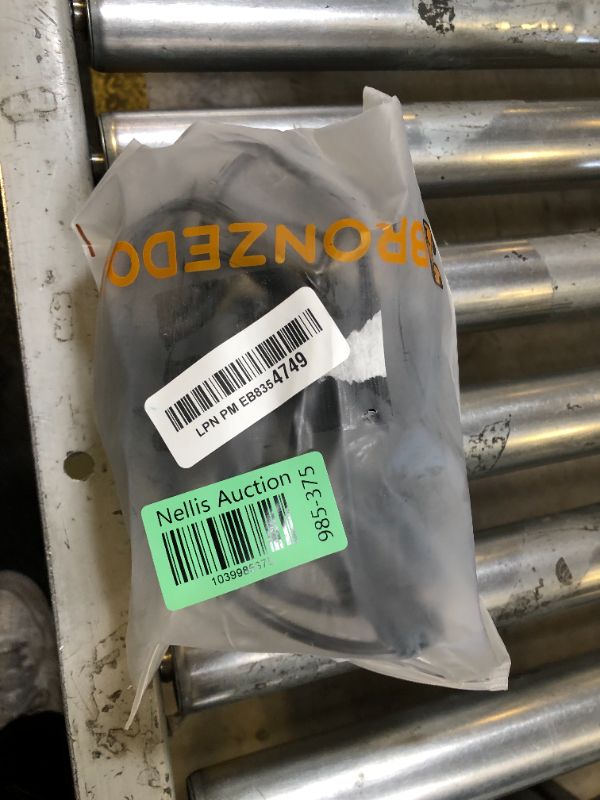 BRONZEDO
LPN PM EB8354749
Nellis Auction
985-375